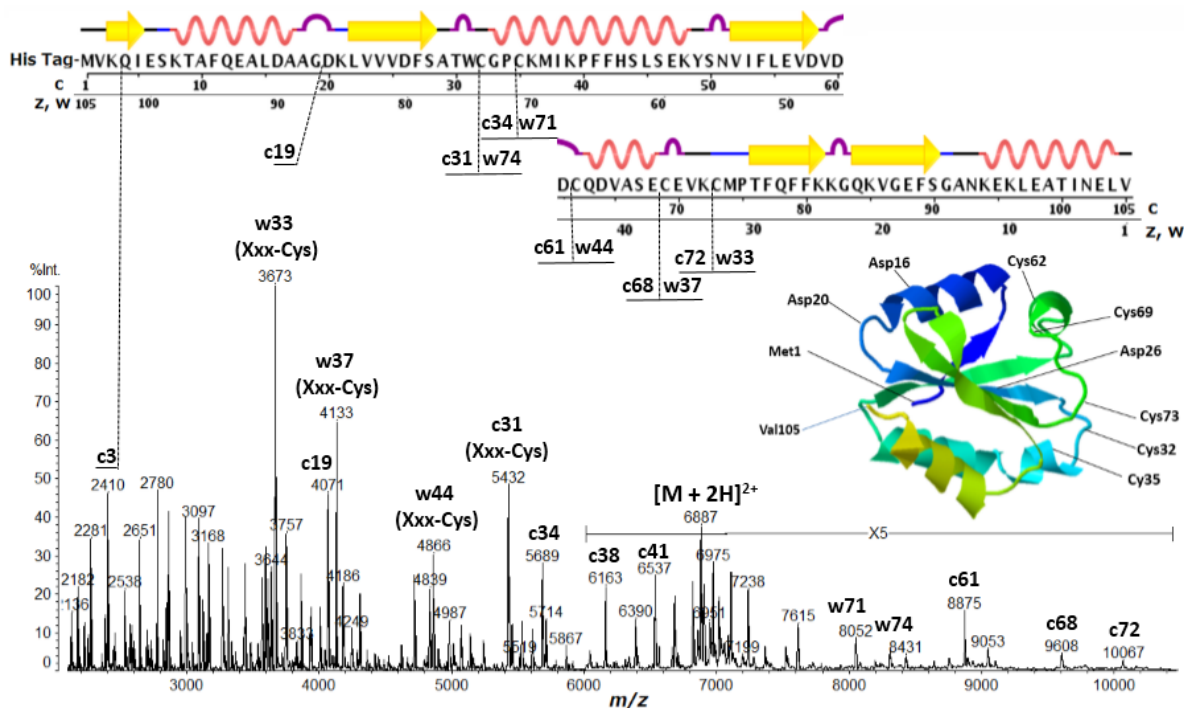 His Tag-MVKQIESKTAFQEALDAAGDKLVVVDFSATWCGPCKMIKPFFHSLSEKYSNVIFLEVDVD
C 1 10 20 30 40 50 60
Z, W 105 100 90 80 70 60 50
c19
c34 w71
c31 w74
DCQDVASECEVKCMPTFQFFKKGQKVGEFSGANKEKLEATINELV
70 80 90 100 105 C
40 30 20 10 1 Z, W
c61 w44
c72 w33
c68 w37
Asp16
Cys62
Asp20
Cys69
Met1
Asp26
Val105
Cys73
Cys32
Cy35
%Int.
100
90
80
70
60
50
40
30
20
10
0
w33
(Xxx-Cys)
3673
w37
(Xxx-Cys)
4133
c31
(Xxx-Cys)
5432
w44
(Xxx-Cys)
4866
c3
2410
2780
c19
4071
[M + 2H]2+
6887
X5
2281
2651
3097
3168
3757
3644
2182
2136
2538
3833
4186
4249
4839
4987
c34
5689
5714
5519
5867
c38
6163
6390
c41
6537
6975
6951
7238
7199
7615
w71
8052
w74
8431
c61
8875
9053
c68
9608
c72
10067
3000 4000 5000 6000 7000 8000 9000 10000
m/z